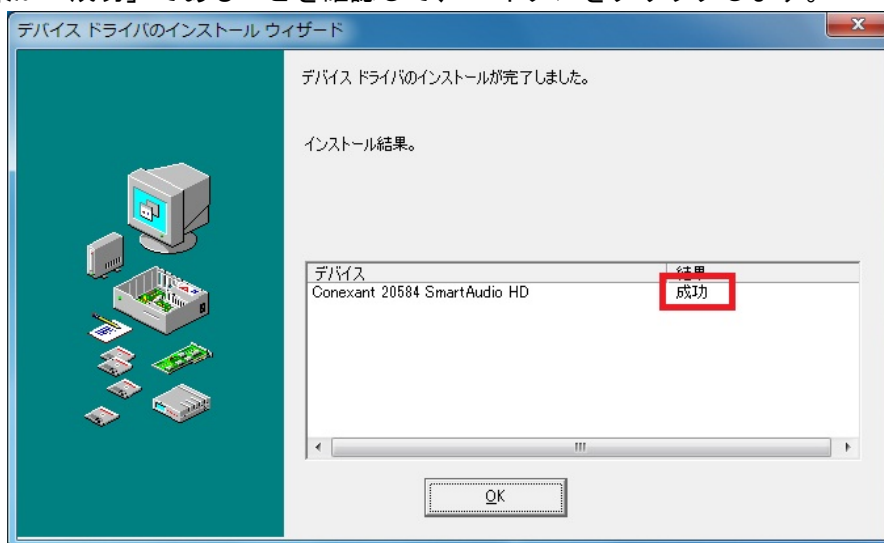 デバイス ドライバのインストール ウィザード
デバイス ドライバのインストールが完了しました。
インストール結果。
デバイス 結果
Conexant 20584 SmartAudio HD 成功
OK